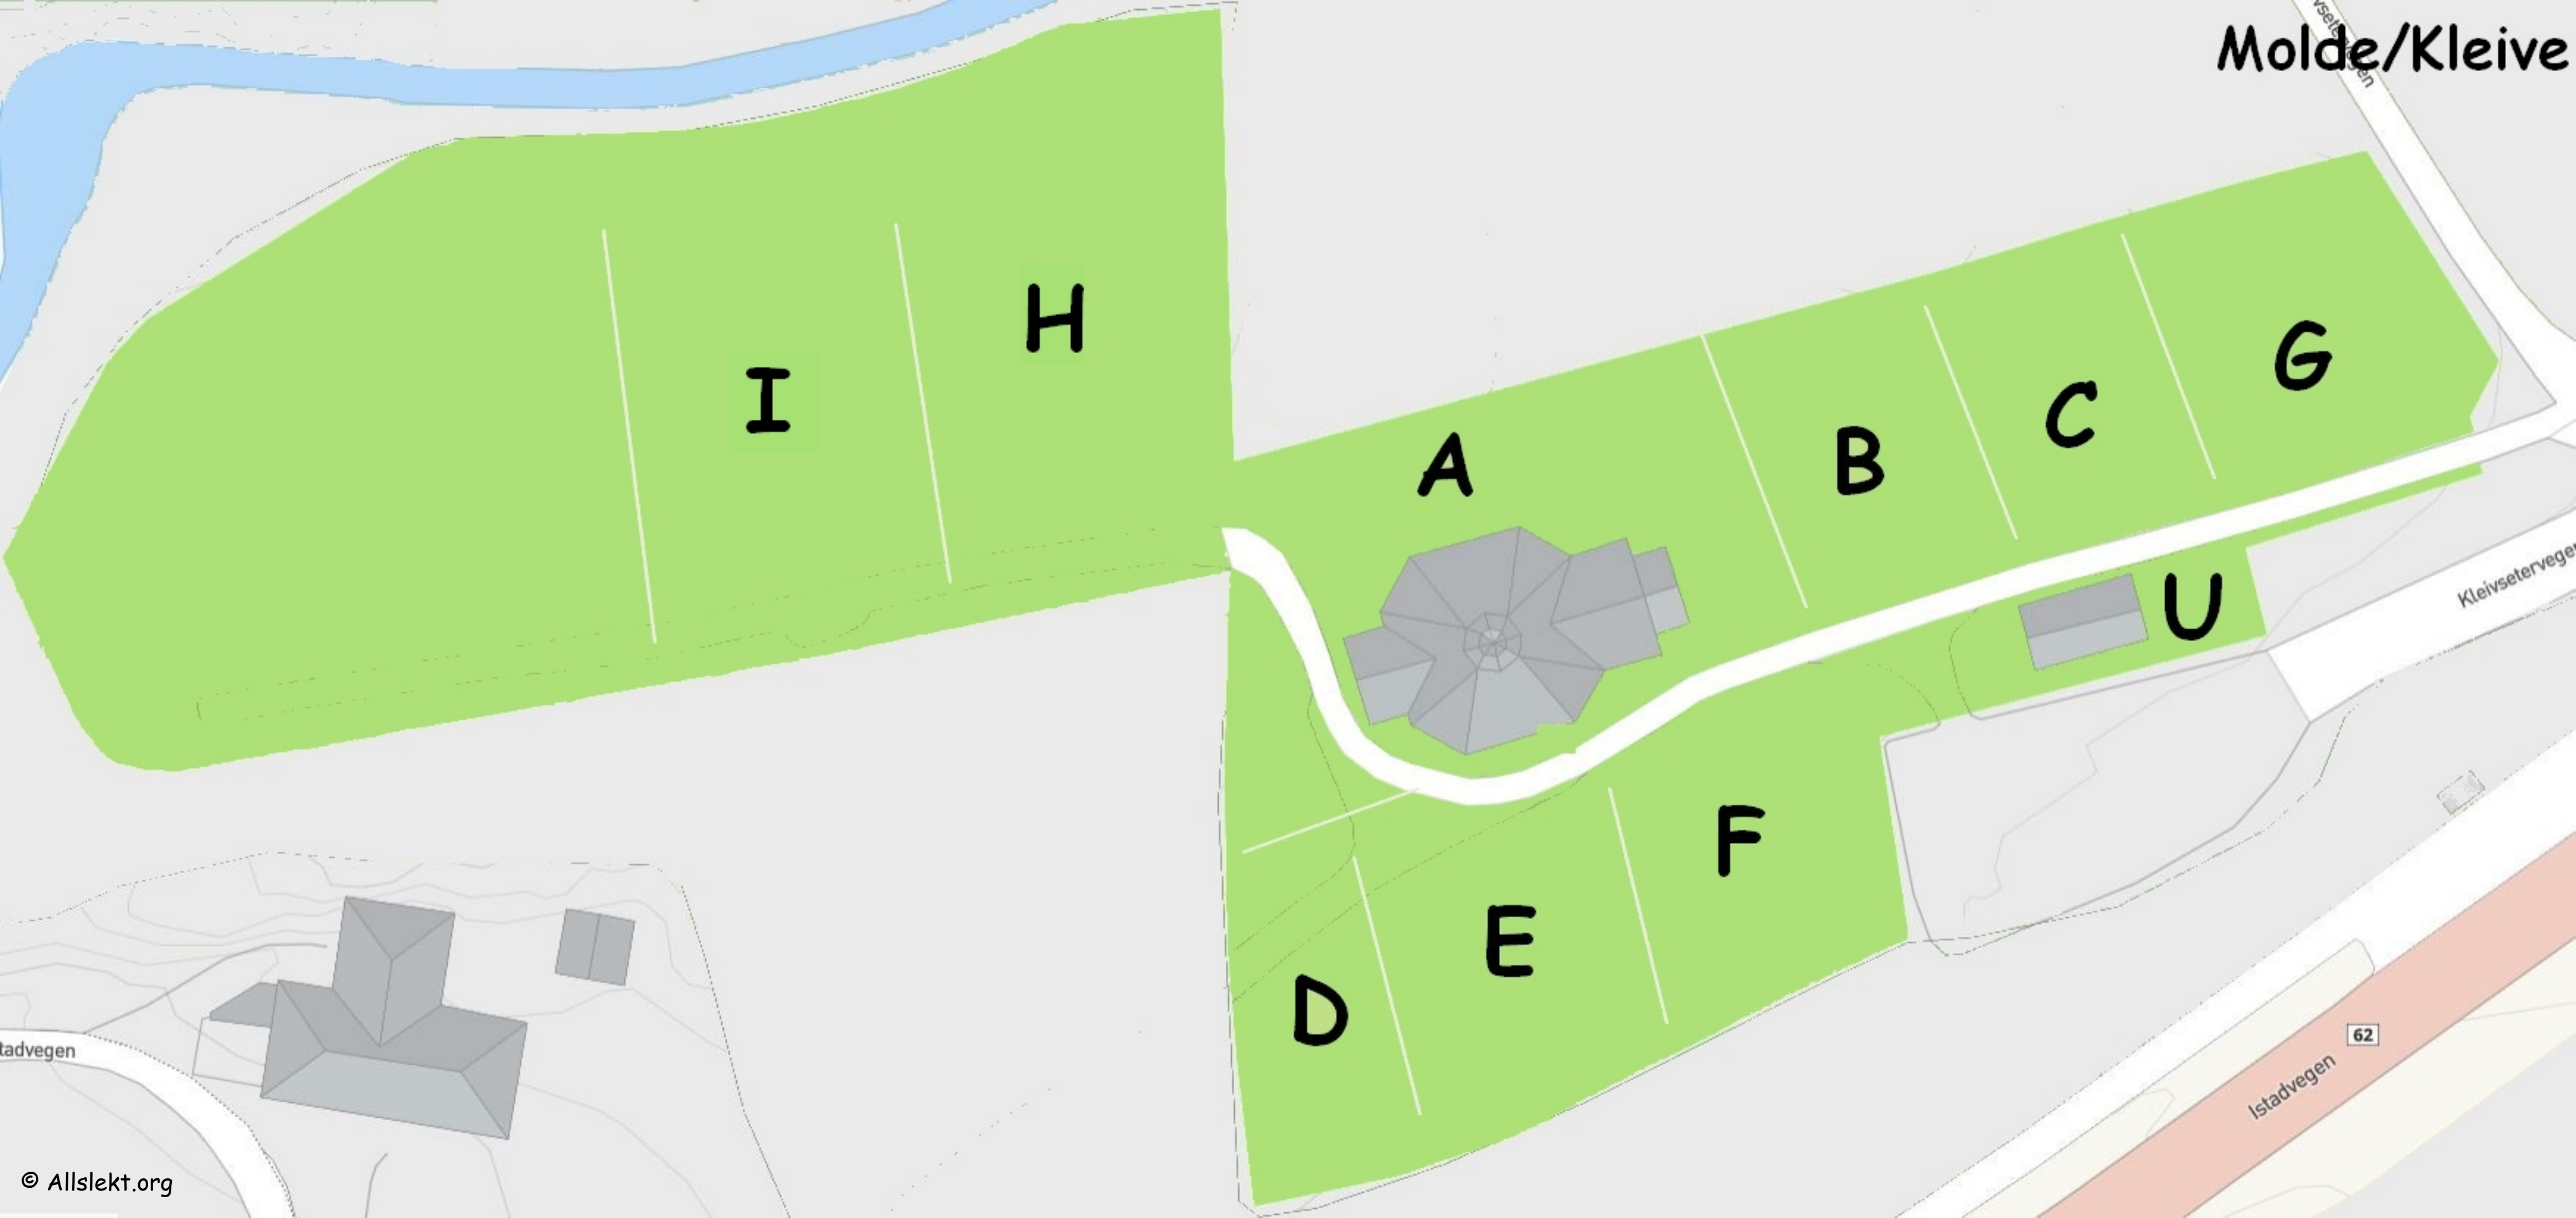 Molde/Kleive
H
I
A
B
C
G
U
F
E
D
Kleivsetervegen
62
Istadvegen
tadvegen
© Allslekt.org